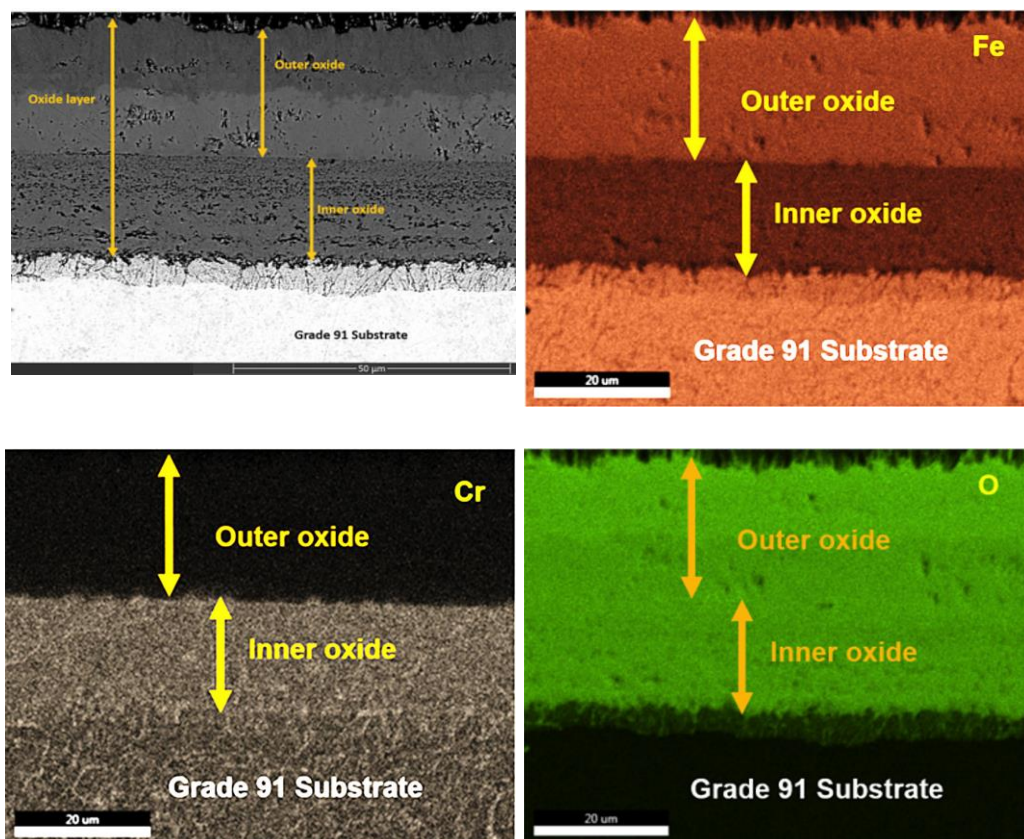 Outer oxide
Oxide layer
Inner oxide
Grade 91 Substrate
50 µm
Fe
Outer oxide
Inner oxide
Grade 91 Substrate
20 um
Cr
Outer oxide
Inner oxide
Grade 91 Substrate
20 um
O
Outer oxide
Inner oxide
Grade 91 Substrate
20 um